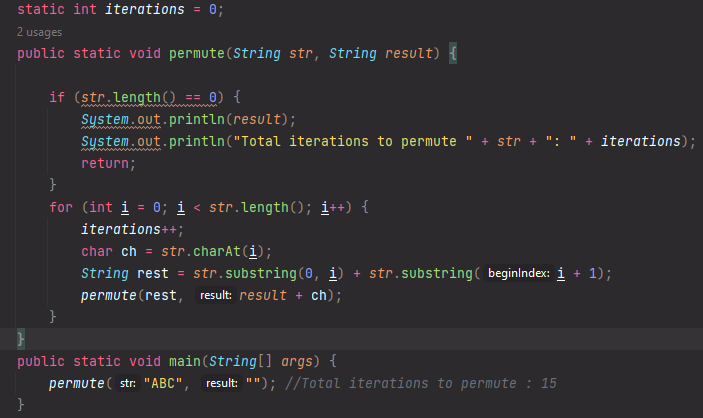 static int iterations = 0;
2 usages
public static void permute(String str, String result) {
if (str.length() == 0) {
System.out.println(result);
System.out.println("Total iterations to permute " + str + ": " + iterations);
return;
}
for (int i = 0; i < str.length(); i++) {
iterations++;
char ch = str.charAt(i);
String rest = str.substring(0, i) + str.substring( beginIndex: i + 1);
permute(rest, result: result + ch);
}
}
public static void main(String[] args) {
permute( str: "ABC", result: ""); //Total iterations to permute : 15
}